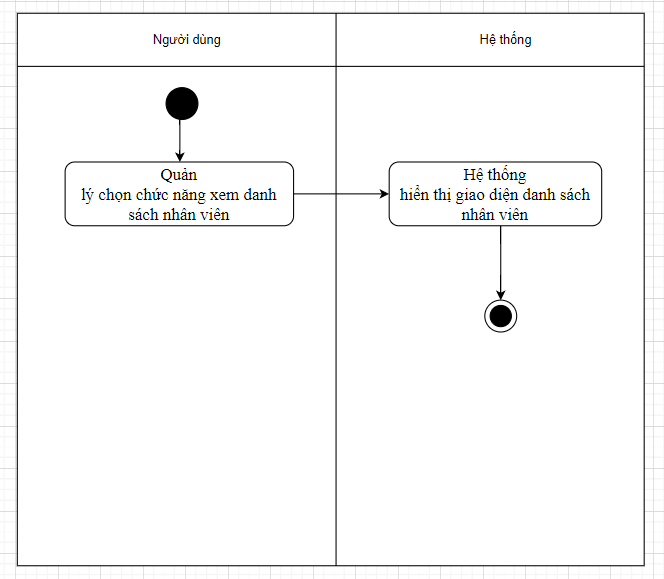 Người dùng
Hệ thống
Quản
lý chọn chức năng xem danh
sách nhân viên
Hệ thống
hiển thị giao diện danh sách
nhân viên